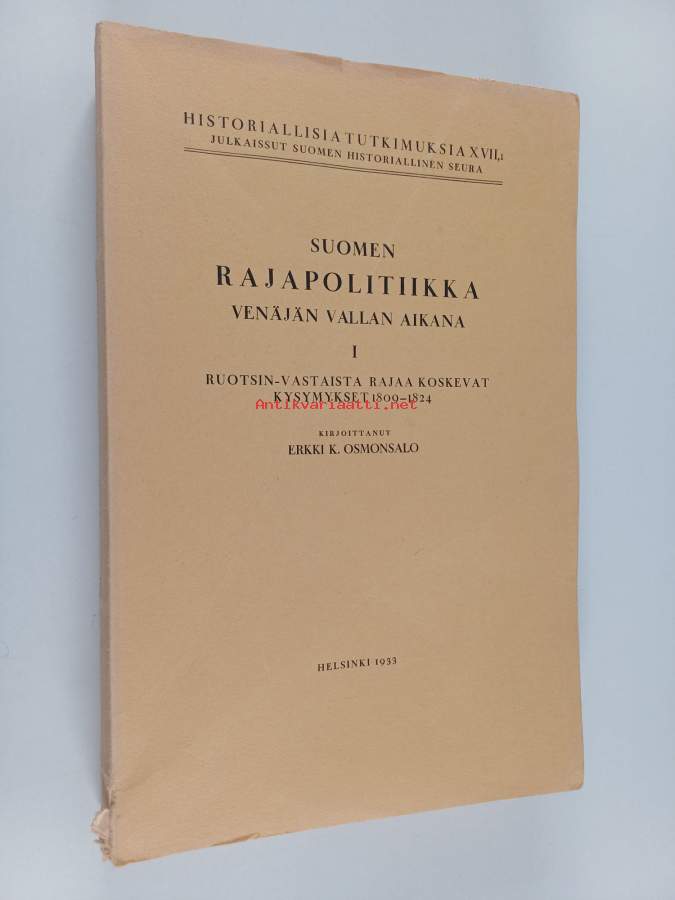 HISTORIALLISIA TUTKIMUKSIA XVII,1
JULKAISSUT SUOMEN HISTORIALLINEN SEURA
SUOMEN
RAJAPOLITIIKKA
VENÄJÄN VALLAN AIKANA
I
RUOTSIN-VASTAISTA RAJAA KOSKEVAT
KYSYMYKSET 1809–1824
Antikvariaatti.net
KIRJOITTANUT
ERKKI K. OSMONSALO
HELSINKI 1933